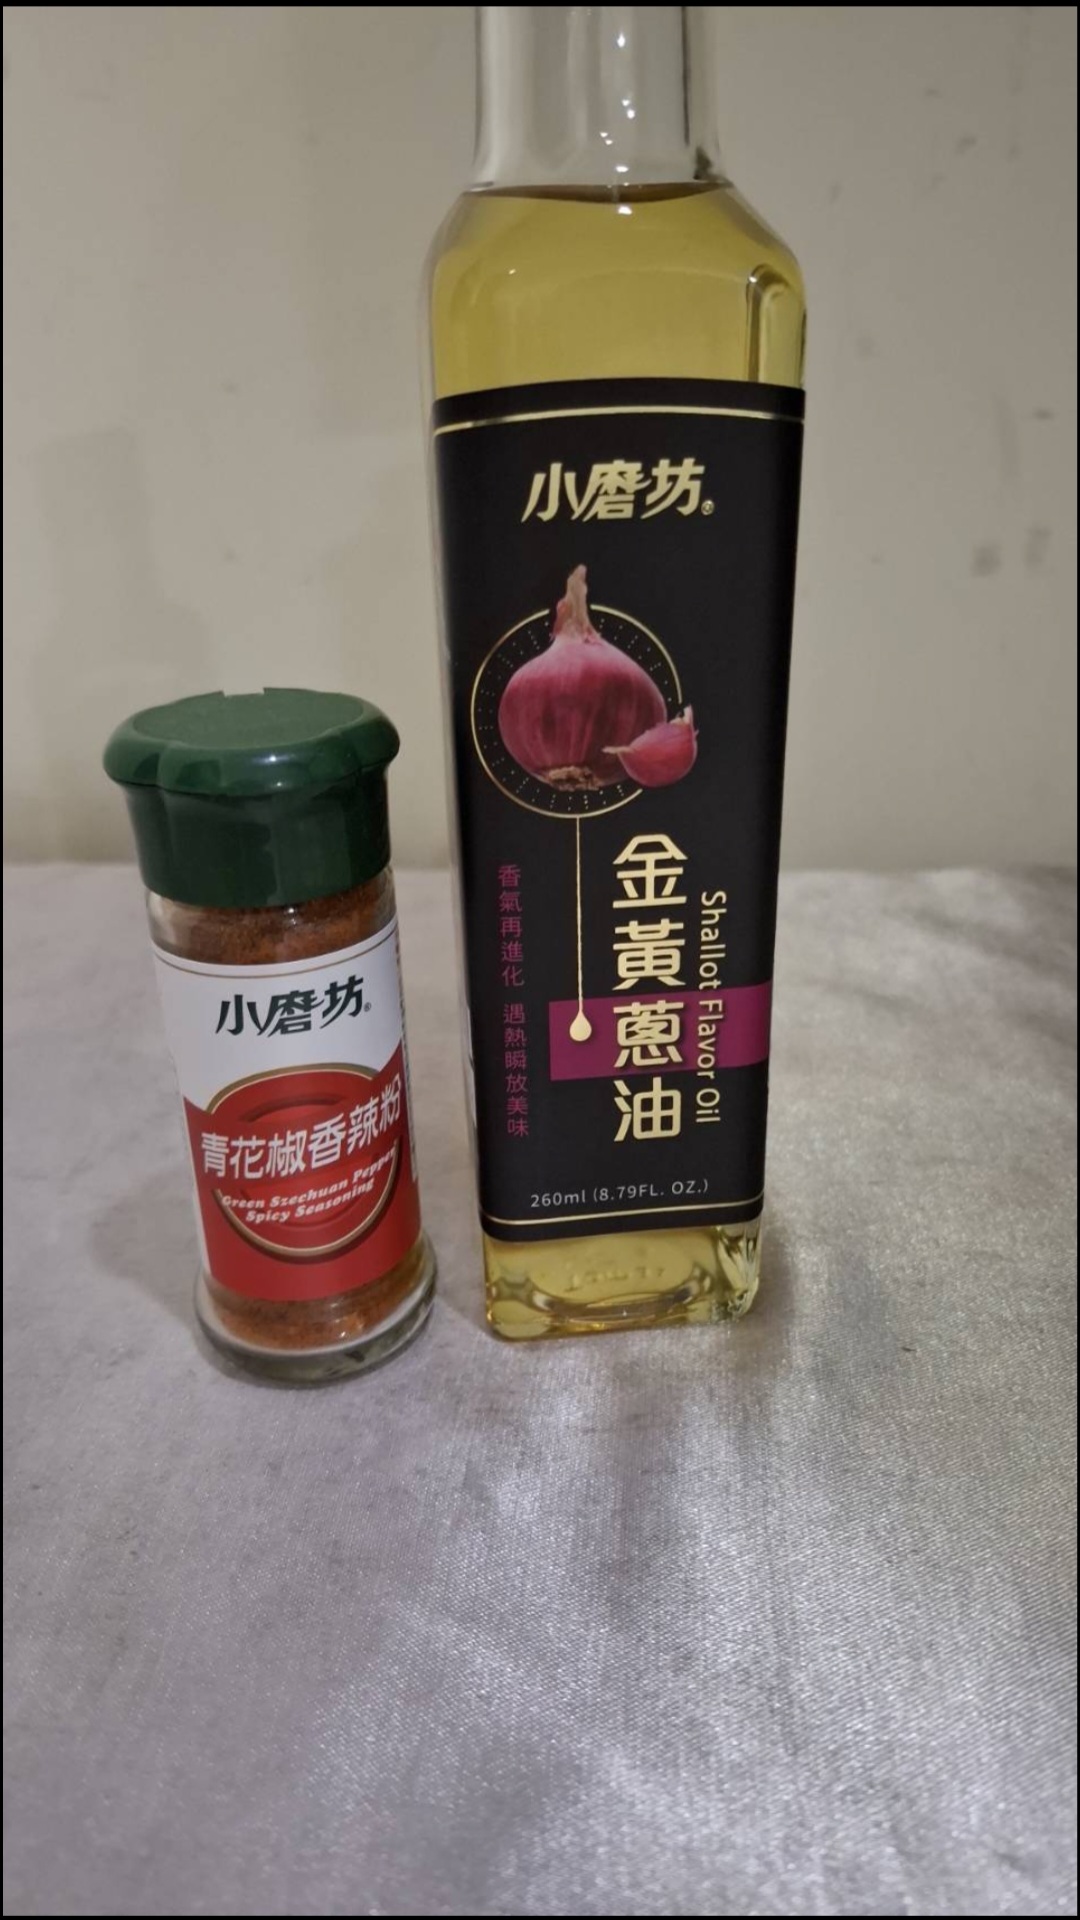 小磨坊
青花椒香辣粉
Green Szechuan Pepper
Spicy Seasoning
小磨坊
金黃蔥油
Shallot Flavor Oil
香氣再進化 遇熱瞬放美味
260ml (8.79FL. OZ.)